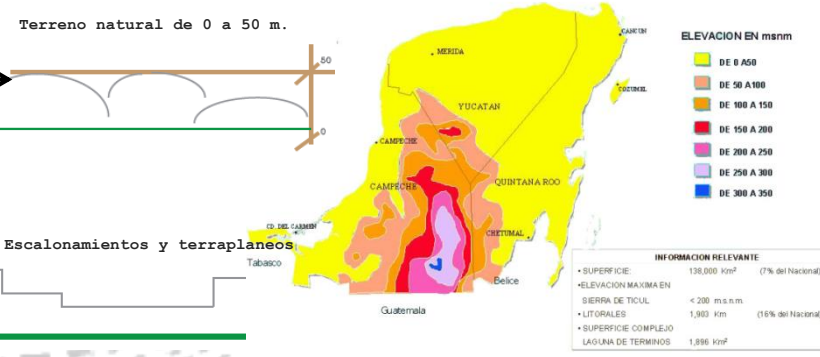 Terreno natural de 0 a 50 m.
50
0
Escalonamientos y terraplaneos
MERIDA
CANCUN
COZUMEL
YUCATAN
CAMPECHE
CAMPECHE
QUINTANA ROO
CD. DEL CARMEN
CHETUMAL
Tabasco
Belice
Guatemala
ELEVACION EN msnm
DE 0 A50
DE 50 A100
DE 100 A 150
DE 150 A 200
DE 200 A 250
DE 250 A 300
DE 300 A 350
INFORMACION RELEVANTE
• SUPERFICIE: 138,000 Km² (7% del Nacional)
•ELEVACION MAXIMA EN
SIERRA DE TICUL < 200 m.s.n.m.
• LITORALES 1,903 Km (16% del Nacional)
• SUPERFICIE COMPLEJO
LAGUNA DE TERMINOS 1,896 Km²